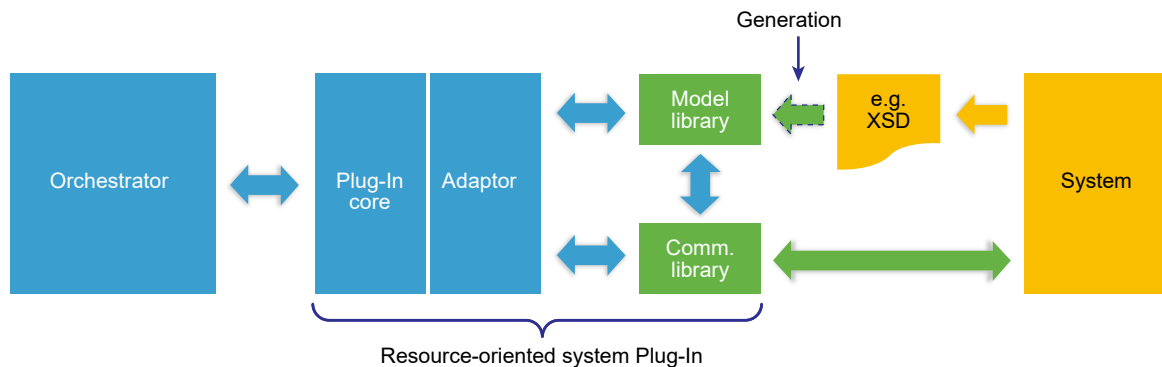 Generation
Orchestrator
Plug-In
core
Adaptor
Model
library
e.g.
XSD
System
Comm.
library
Resource-oriented system Plug-In